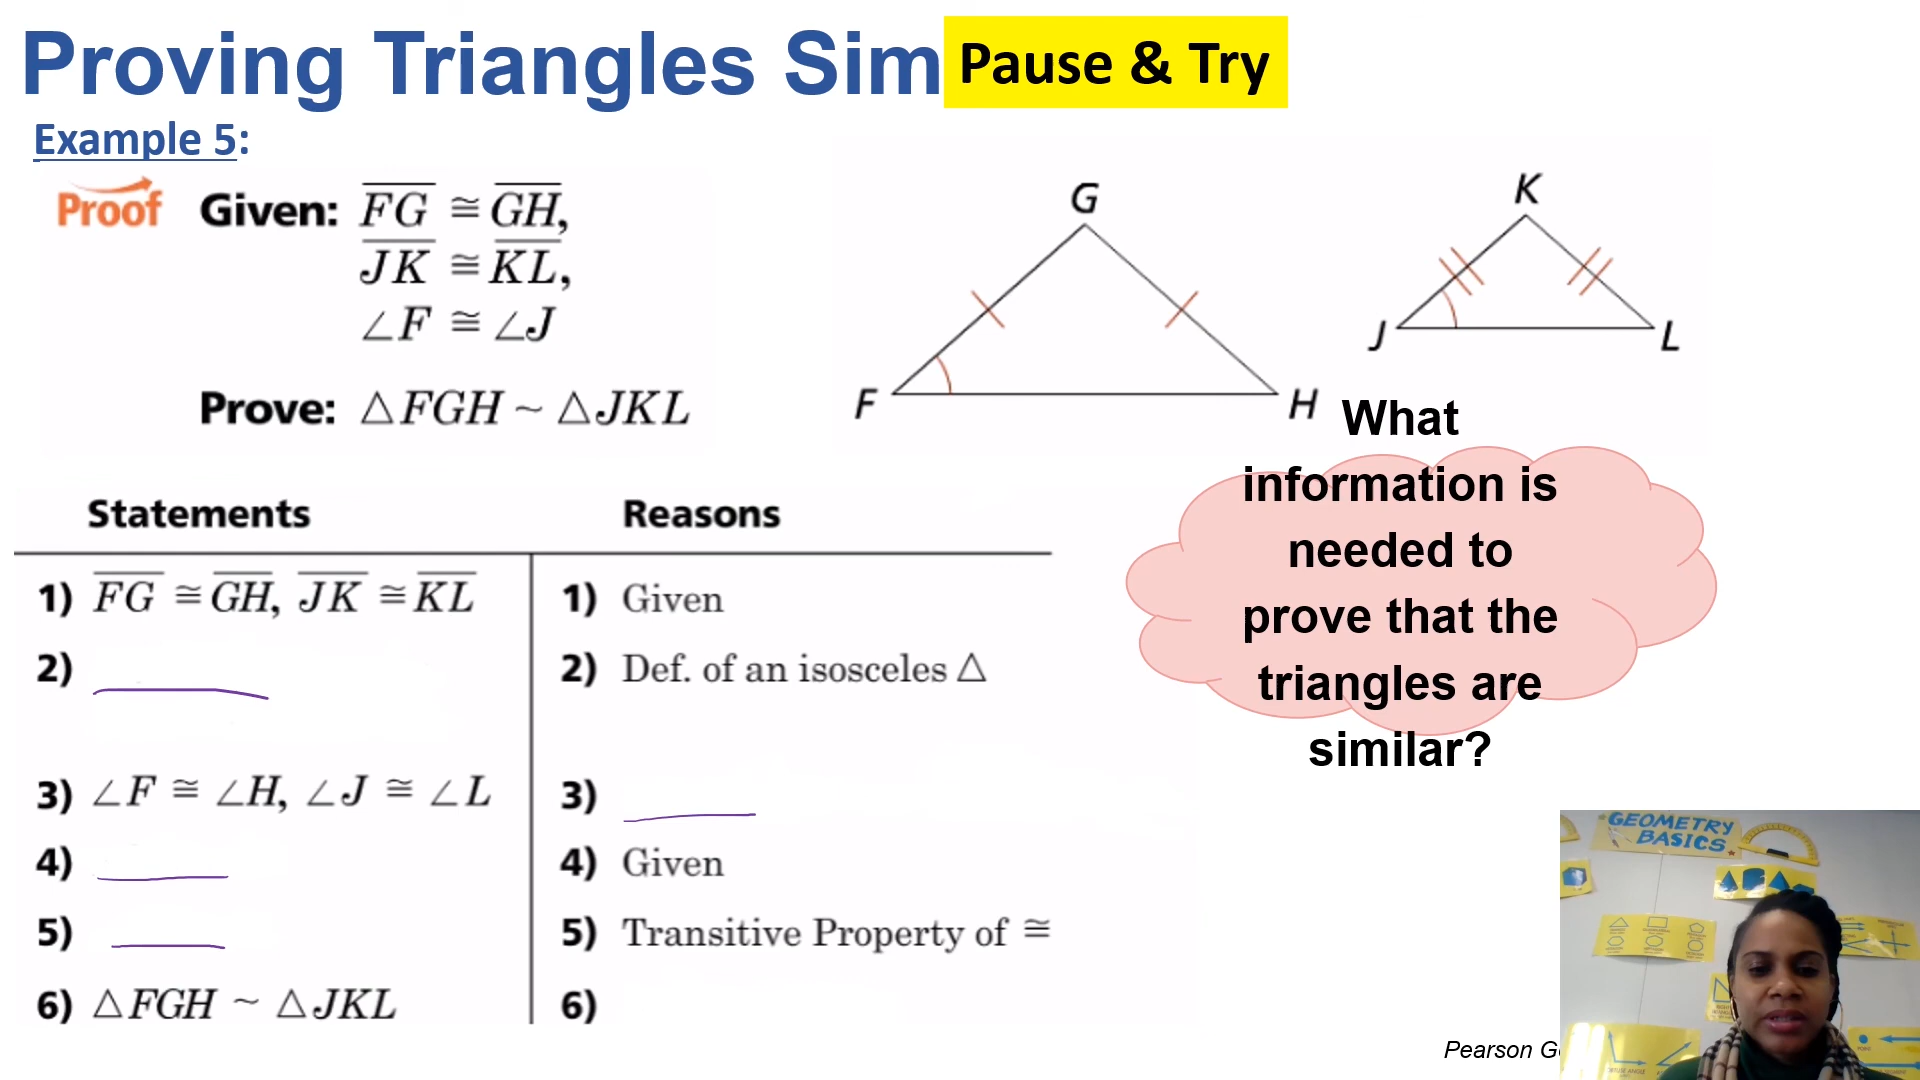 Proving Triangles Sim
Pause & Try
Example 5:
Proof Given: FG ≅ GH,
JK ≅ KL,
∠F ≅ ∠J
Prove: △FGH ~ △JKL
G
F
H
K
J
L
What
information is
needed to
prove that the
triangles are
similar?
Statements Reasons
1) FG ≅ GH, JK ≅ KL 1) Given
2) 2) Def. of an isosceles △
3) ∠F ≅ ∠H, ∠J ≅ ∠L 3)
4) 4) Given
5) 5) Transitive Property of ≅
6) △FGH ~ △JKL 6)
GEOMETRY
BASICS
Pearson